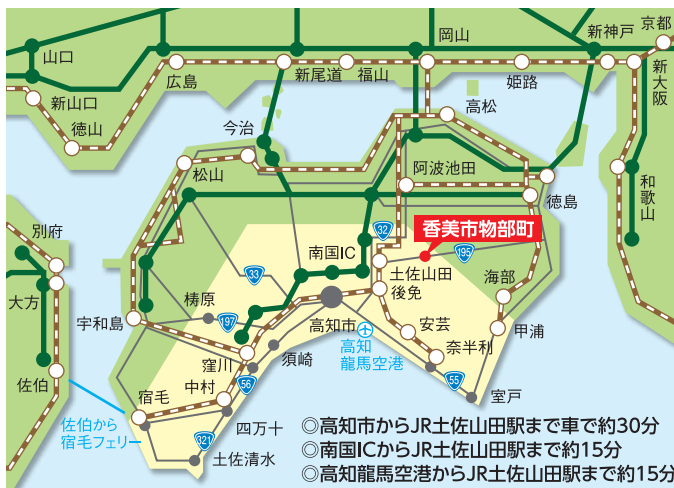 京都
岡山
新神戸
山口
広島
新尾道
福山
姫路
新大阪
新山口
徳山
高松
今治
松山
阿波池田
徳島
和歌山
別府
香美市物部町
32
南国IC
195
33
土佐山田
大方
後免
海部
梼原
宇和島
197
高知市
安芸
甲浦
高知
龍馬空港
須崎
奈半利
佐伯
窪川
56
55
室戸
中村
宿毛
佐伯から
宿毛フェリー
四万十
321
土佐清水
◎高知市からJR土佐山田駅まで車で約30分
◎南国ICからJR土佐山田駅まで約15分
◎高知龍馬空港からJR土佐山田駅まで約15分